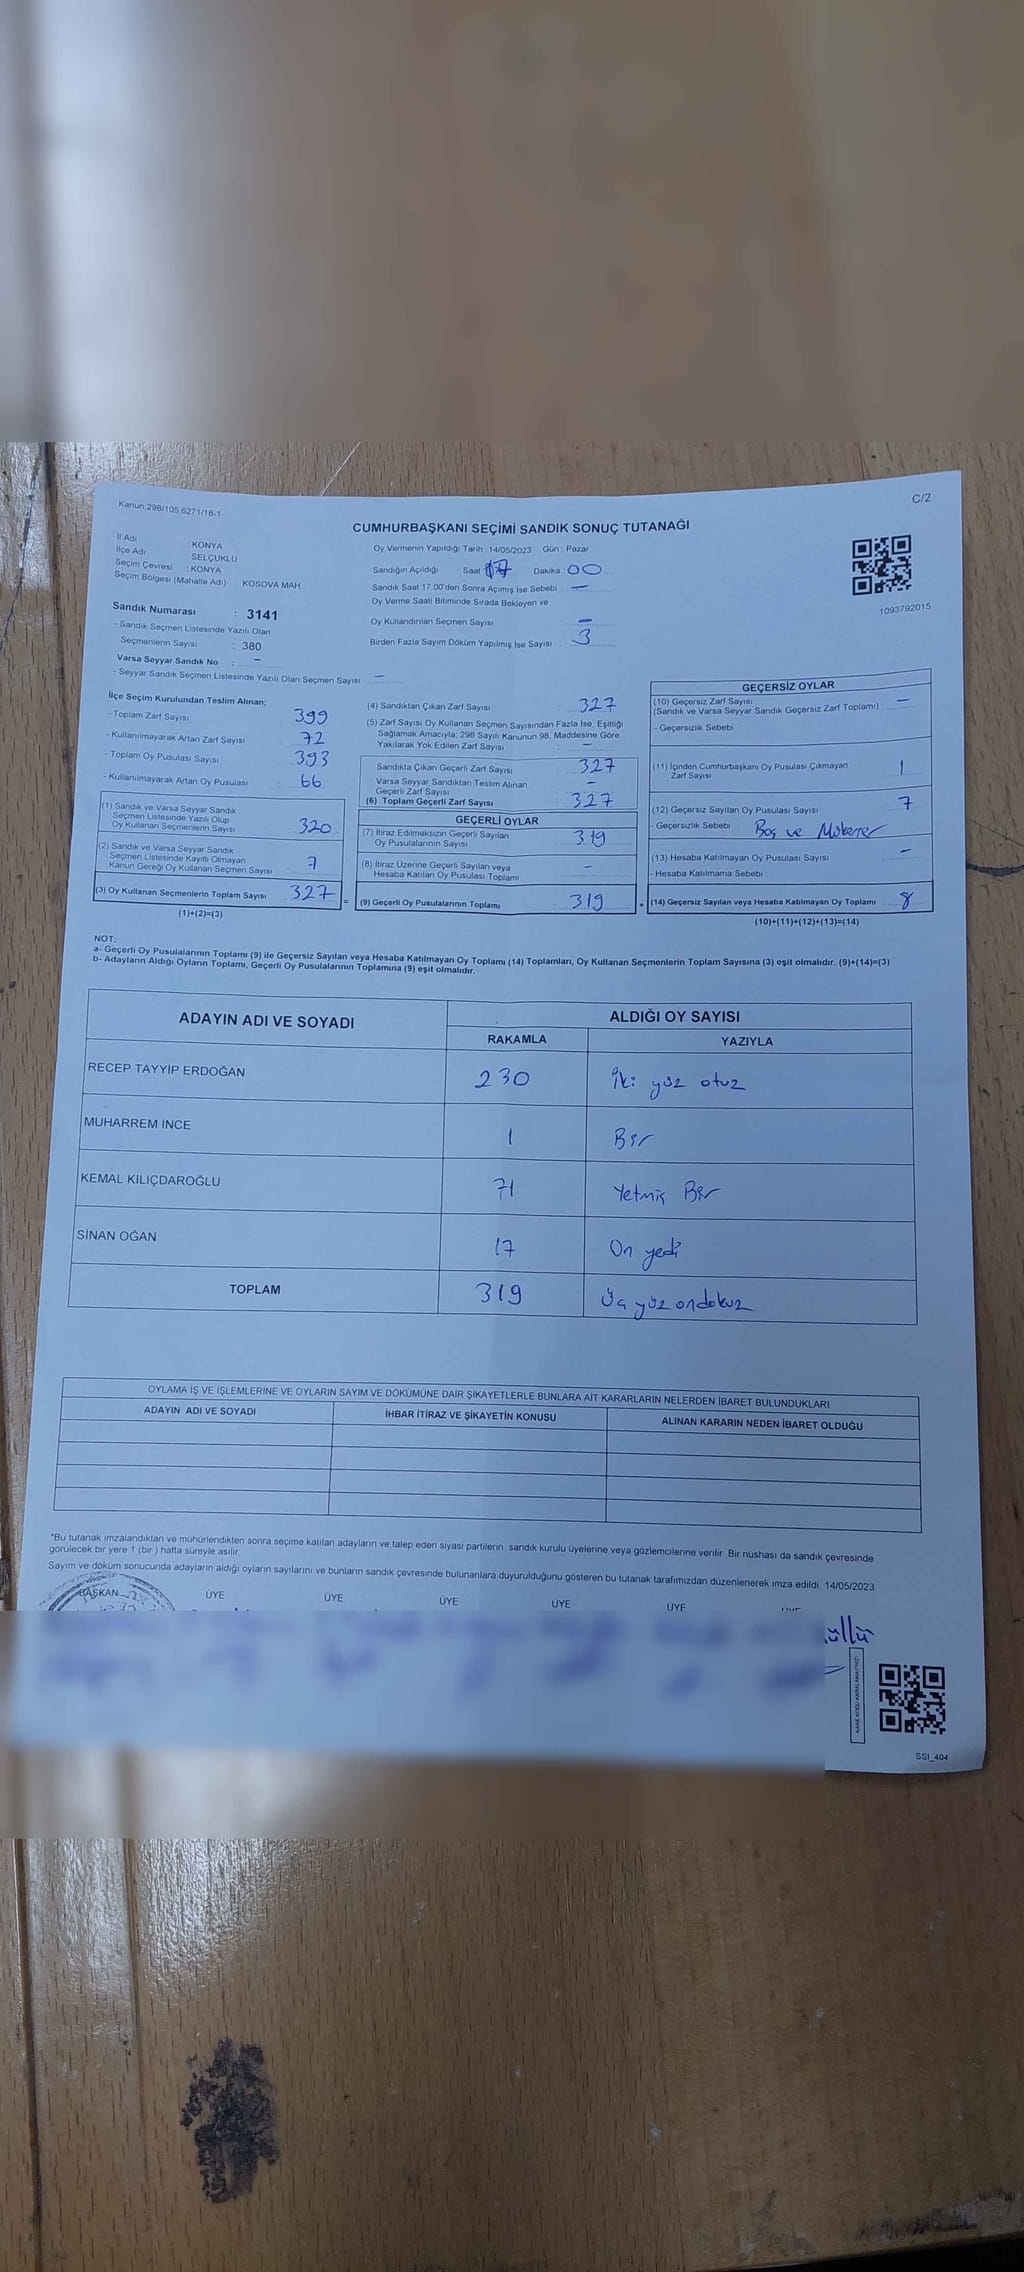 Kanun;298/105,6271/18-1
C/2
CUMHURBAŞKANI SEÇİMİ SANDIK SONUÇ TUTANAĞI
İl Adı : KONYA
İlçe Adı SELÇUKLU
Seçim Çevresi : KONYA
Seçim Bölgesi (Mahalle Adı) KOSOVA MAH
Sandık Numarası : 3141
- Sandık Seçmen Listesinde Yazılı Olan
Seçmenlerin Sayısı : 380
Varsa Seyyar Sandık No : -
- Seyyar Sandık Seçmen Listesinde Yazılı Olan Seçmen Sayısı -
Oy Vermenin Yapıldığı Tarih : 14/05/2023 Gün : Pazar
Sandığın Açıldığı Saat : 17 Dakika : 00
Sandık Saat 17:00'den Sonra Açımış İse Sebebi : -
Oy Verme Saati Bitiminde Sırada Bekleyen ve
Oy Kullandırılan Seçmen Sayısı : -
Birden Fazla Sayım Döküm Yapılmış İse Sayısı : 3
1093792015
İlçe Seçim Kurulundan Teslim Alınan;
- Toplam Zarf Sayısı 399
- Kullanılmayarak Artan Zarf Sayısı 72
- Toplam Oy Pusulası Sayısı 393
- Kullanılmayarak Artan Oy Pusulası 66
(1) Sandık ve Varsa Seyyar Sandık
Seçmen Listesinde Yazılı Olup
Oy Kullanan Seçmenlerin Sayısı 320
(2) Sandık ve Varsa Seyyar Sandık
Seçmen Listesinde Kayıtlı Olmayan
Kanun Gereği Oy Kullanan Seçmen Sayısı 7
(3) Oy Kullanan Seçmenlerin Toplam Sayısı 327
(1)+(2)=(3)
(4) Sandıktan Çıkan Zarf Sayısı : 327
(5) Zarf Sayısı Oy Kullanan Seçmen Sayısından Fazla İse, Eşitliği
Sağlamak Amacıyla, 298 Sayılı Kanunun 98. Maddesine Göre
Yakılarak Yok Edilen Zarf Sayısı : -
Sandıkta Çıkan Geçerli Zarf Sayısı : 327
Varsa Seyyar Sandıktan Teslim Alınan
Geçerli Zarf Sayısı : -
(6) Toplam Geçerli Zarf Sayısı : 327
GEÇERLİ OYLAR
(7) İtiraz Edilmeksizin Geçerli Sayılan
Oy Pusulalarının Sayısı : 319
(8) İtiraz Üzerine Geçerli Sayılan veya
Hesaba Katılan Oy Pusulası Toplamı : -
= (9) Geçerli Oy Pusulalarının Toplamı : 319
GEÇERSİZ OYLAR
(10) Geçersiz Zarf Sayısı
(Sandık ve Varsa Seyyar Sandık Geçersiz Zarf Toplamı) -
- Geçersizlik Sebebi
(11) İçinden Cumhurbaşkanı Oy Pusulası Çıkmayan
Zarf Sayısı 1
(12) Geçersiz Sayılan Oy Pusulası Sayısı 7
- Geçersizlik Sebebi : Boş ve Mükerrer
(13) Hesaba Katılmayan Oy Pusulası Sayısı -
- Hesaba Katılmama Sebebi :
+ (14) Geçersiz Sayılan veya Hesaba Katılmayan Oy Toplamı 8
(10)+(11)+(12)+(13)=(14)
NOT:
a- Geçerli Oy Pusulalarının Toplamı (9) ile Geçersiz Sayılan veya Hesaba Katılmayan Oy Toplamı (14) Toplamları, Oy Kullanan Seçmenlerin Toplam Sayısına (3) eşit olmalıdır. (9)+(14)=(3)
b- Adayların Aldığı Oyların Toplamı, Geçerli Oy Pusulalarının Toplamına (9) eşit olmalıdır.
ADAYIN ADI VE SOYADI ALDIĞI OY SAYISI
RAKAMLA YAZIYLA
RECEP TAYYİP ERDOĞAN 230 İki yüz otuz
MUHARREM İNCE 1 Bir
KEMAL KILIÇDAROĞLU 71 Yetmiş Bir
SİNAN OĞAN 17 On yedi
TOPLAM 319 Üç yüz ondokuz
OYLAMA İŞ VE İŞLEMLERİNE VE OYLARIN SAYIM VE DÖKÜMÜNE DAİR ŞİKAYETLERLE BUNLARA AİT KARARLARIN NELERDEN İBARET BULUNDUKLARI
ADAYIN ADI VE SOYADI İHBAR İTİRAZ VE ŞİKAYETİN KONUSU ALINAN KARARIN NEDEN İBARET OLDUĞU
*Bu tutanak imzalandıktan ve mühürlendikten sonra seçime katılan adayların ve talep eden siyasi partilerin sandık kurulu üyelerine veya gözlemcilerine verilir. Bir nüshası da sandık çevresinde
görülecek bir yere 1 (bir) hafta süreyle asılır.
Sayım ve döküm sonucunda adayların aldığı oyların sayılarını ve bunların sandık çevresinde bulunanlara duyurulduğunu gösteren bu tutanak tarafımızdan düzenlenerek imza edildi. 14/05/2023
BAŞKAN ÜYE ÜYE ÜYE ÜYE ÜYE
SSI_404